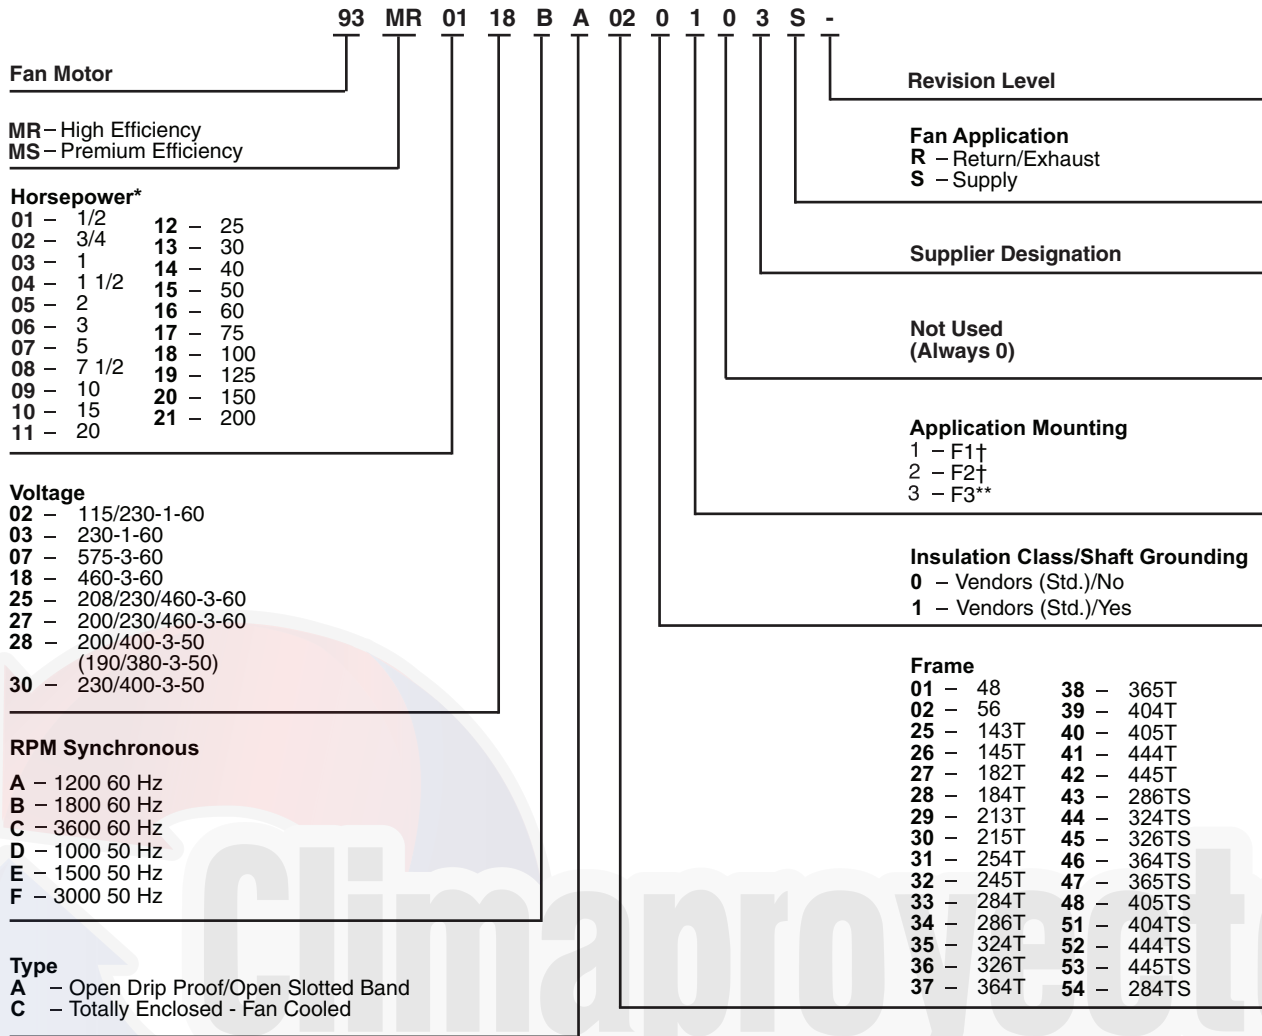 93 MR 01 18 B A 02 0 1 0 3 S -
Fan Motor
MR – High Efficiency
MS – Premium Efficiency
Horsepower*
01 – 1/2
02 – 3/4
03 – 1
04 – 1 1/2
05 – 2
06 – 3
07 – 5
08 – 7 1/2
09 – 10
10 – 15
11 – 20
12 – 25
13 – 30
14 – 40
15 – 50
16 – 60
17 – 75
18 – 100
19 – 125
20 – 150
21 – 200
Voltage
02 – 115/230-1-60
03 – 230-1-60
07 – 575-3-60
18 – 460-3-60
25 – 208/230/460-3-60
27 – 200/230/460-3-60
28 – 200/400-3-50
(190/380-3-50)
30 – 230/400-3-50
RPM Synchronous
A – 1200 60 Hz
B – 1800 60 Hz
C – 3600 60 Hz
D – 1000 50 Hz
E – 1500 50 Hz
F – 3000 50 Hz
Type
A – Open Drip Proof/Open Slotted Band
C – Totally Enclosed - Fan Cooled
Revision Level
Fan Application
R – Return/Exhaust
S – Supply
Supplier Designation
Not Used
(Always 0)
Application Mounting
1 – F1†
2 – F2†
3 – F3**
Insulation Class/Shaft Grounding
0 – Vendors (Std.)/No
1 – Vendors (Std.)/Yes
Frame
01 – 48
02 – 56
25 – 143T
26 – 145T
27 – 182T
28 – 184T
29 – 213T
30 – 215T
31 – 254T
32 – 245T
33 – 284T
34 – 286T
35 – 324T
36 – 326T
37 – 364T
38 – 365T
39 – 404T
40 – 405T
41 – 444T
42 – 445T
43 – 286TS
44 – 324TS
45 – 326TS
46 – 364TS
47 – 365TS
48 – 405TS
51 – 404TS
52 – 444TS
53 – 445TS
54 – 284TS
Climaproyect